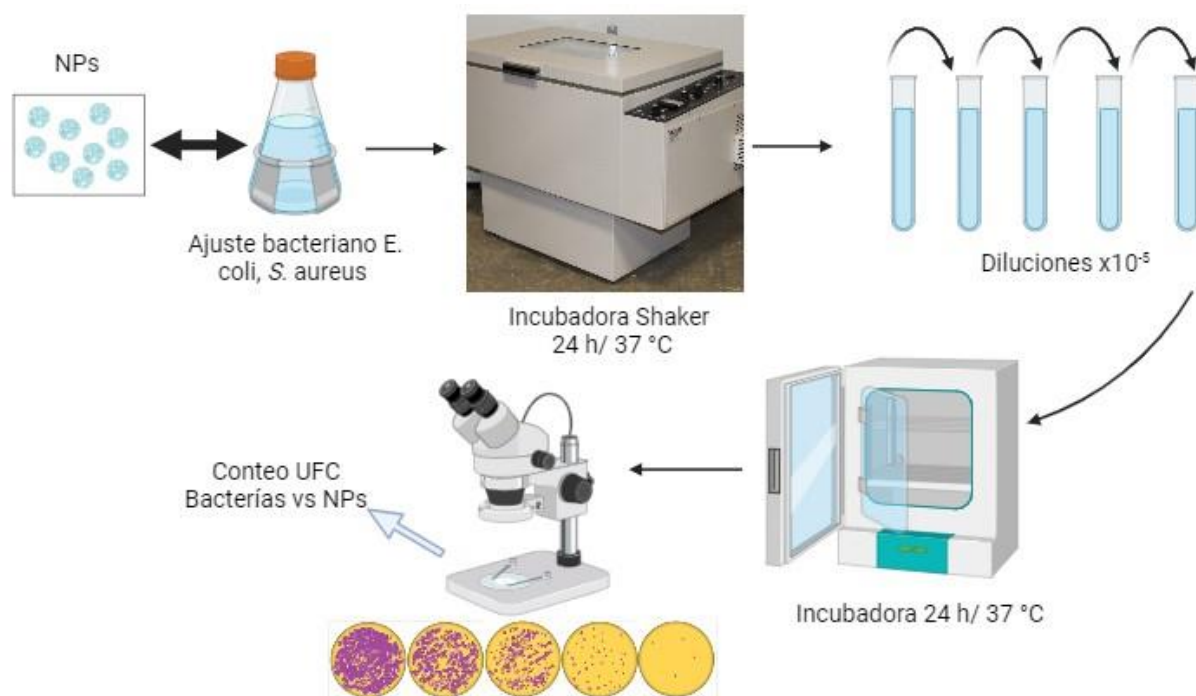 NPs
Ajuste bacteriano E.
coli, S. aureus
Incubadora Shaker
24 h/ 37 °C
Diluciones x10⁻⁵
Incubadora 24 h/ 37 °C
Conteo UFC
Bacterías vs NPs